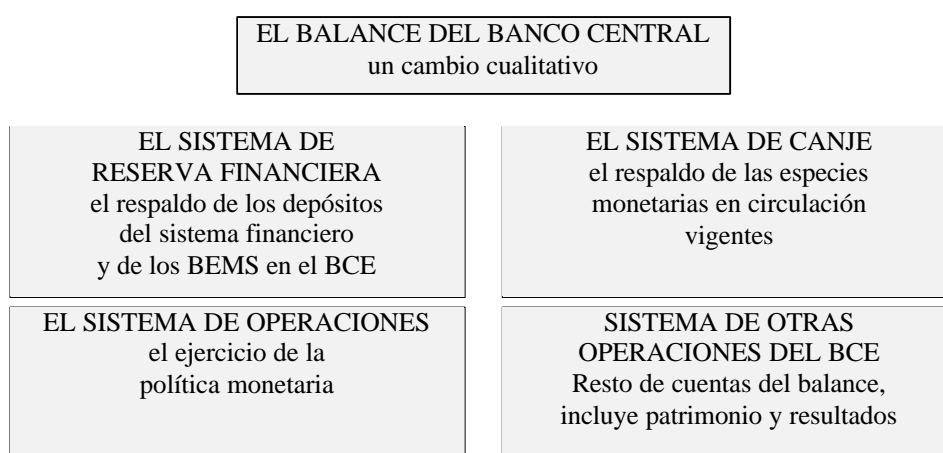 EL BALANCE DEL BANCO CENTRAL
un cambio cualitativo
EL SISTEMA DE
RESERVA FINANCIERA
el respaldo de los depósitos
del sistema financiero
y de los BEMS en el BCE
EL SISTEMA DE CANJE
el respaldo de las especies
monetarias en circulación
vigentes
EL SISTEMA DE OPERACIONES
el ejercicio de la
política monetaria
SISTEMA DE OTRAS
OPERACIONES DEL BCE
Resto de cuentas del balance,
incluye patrimonio y resultados